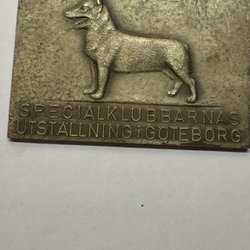 SPECIALKLUBBARNAS
UTSTÄLLNING I GÖTEBORG